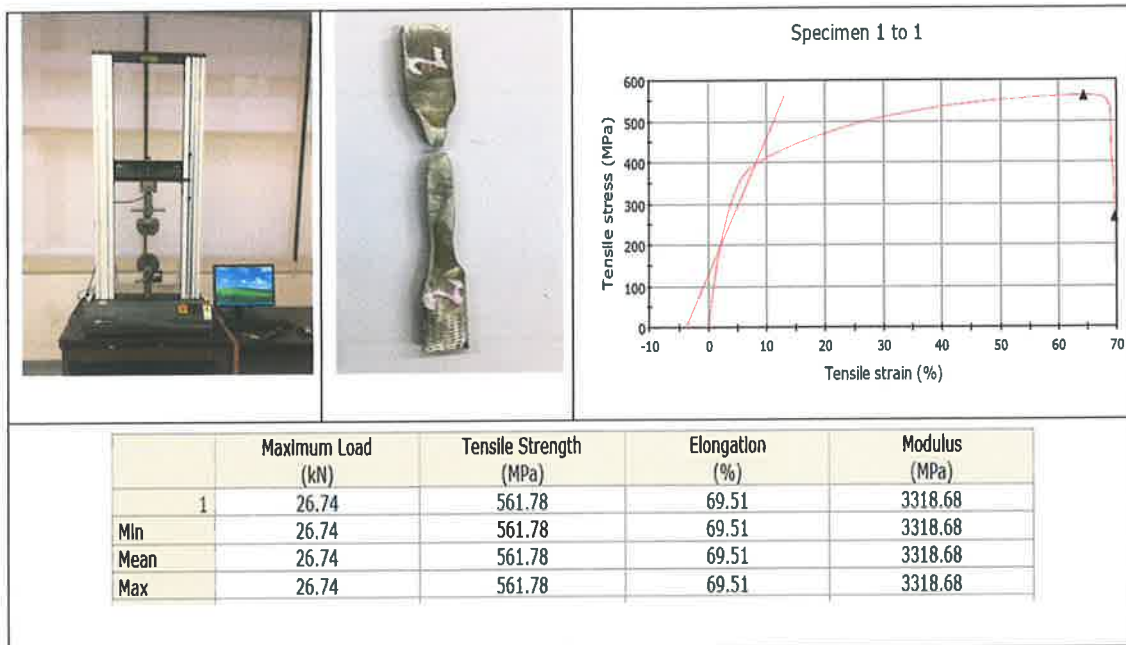 Specimen 1 to 1
Tensile stress (MPa)
600
500
400
300
200
100
0
-10 0 10 20 30 40 50 60 70
Tensile strain (%)
Maximum Load (kN) Tensile Strength (MPa) Elongation (%) Modulus (MPa)
1 26.74 561.78 69.51 3318.68
Min 26.74 561.78 69.51 3318.68
Mean 26.74 561.78 69.51 3318.68
Max 26.74 561.78 69.51 3318.68